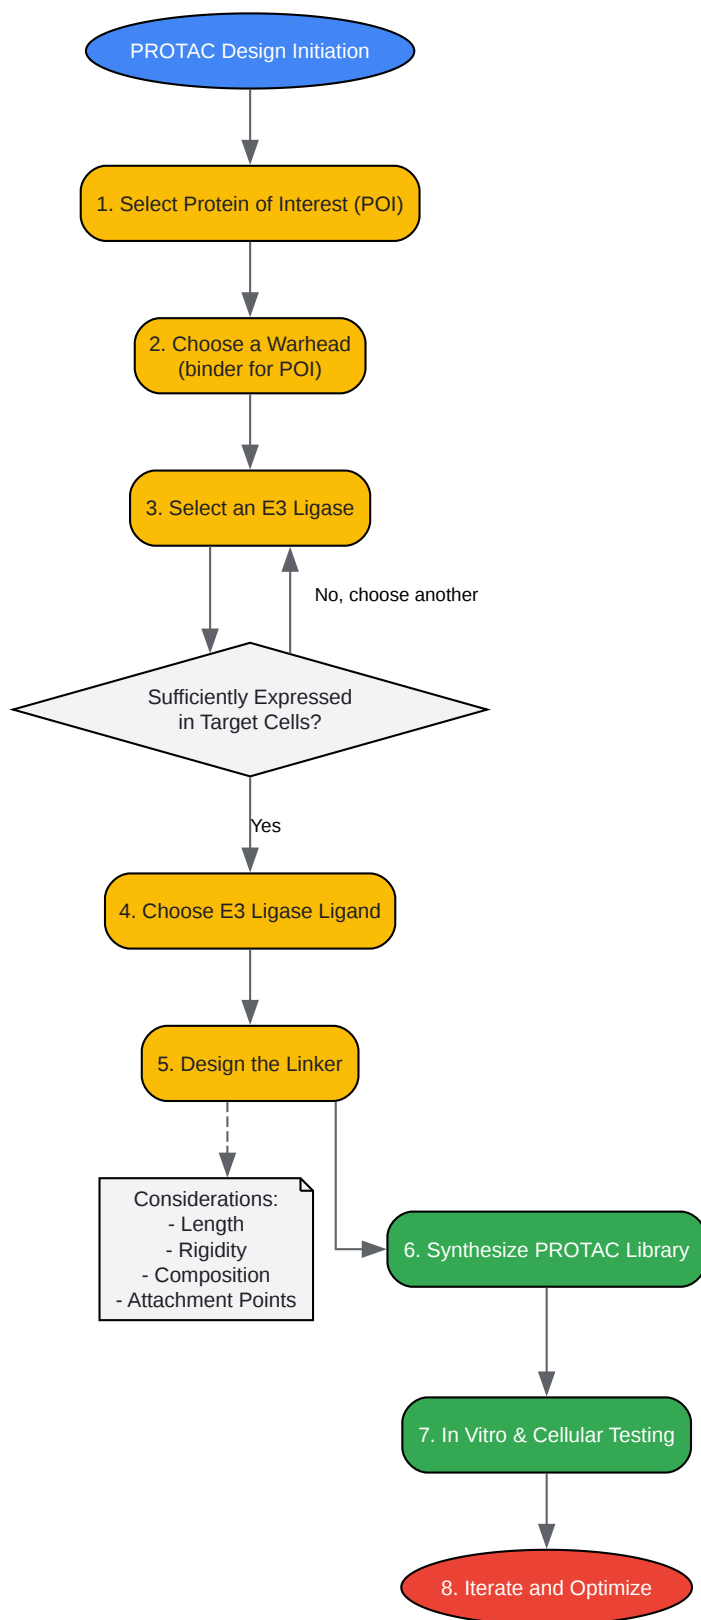 PROTAC Design Initiation
1. Select Protein of Interest (POI)
2. Choose a Warhead
(binder for POI)
3. Select an E3 Ligase
No, choose another
Sufficiently Expressed
in Target Cells?
Yes
4. Choose E3 Ligase Ligand
5. Design the Linker
Considerations:
- Length
- Rigidity
- Composition
- Attachment Points
6. Synthesize PROTAC Library
7. In Vitro & Cellular Testing
8. Iterate and Optimize